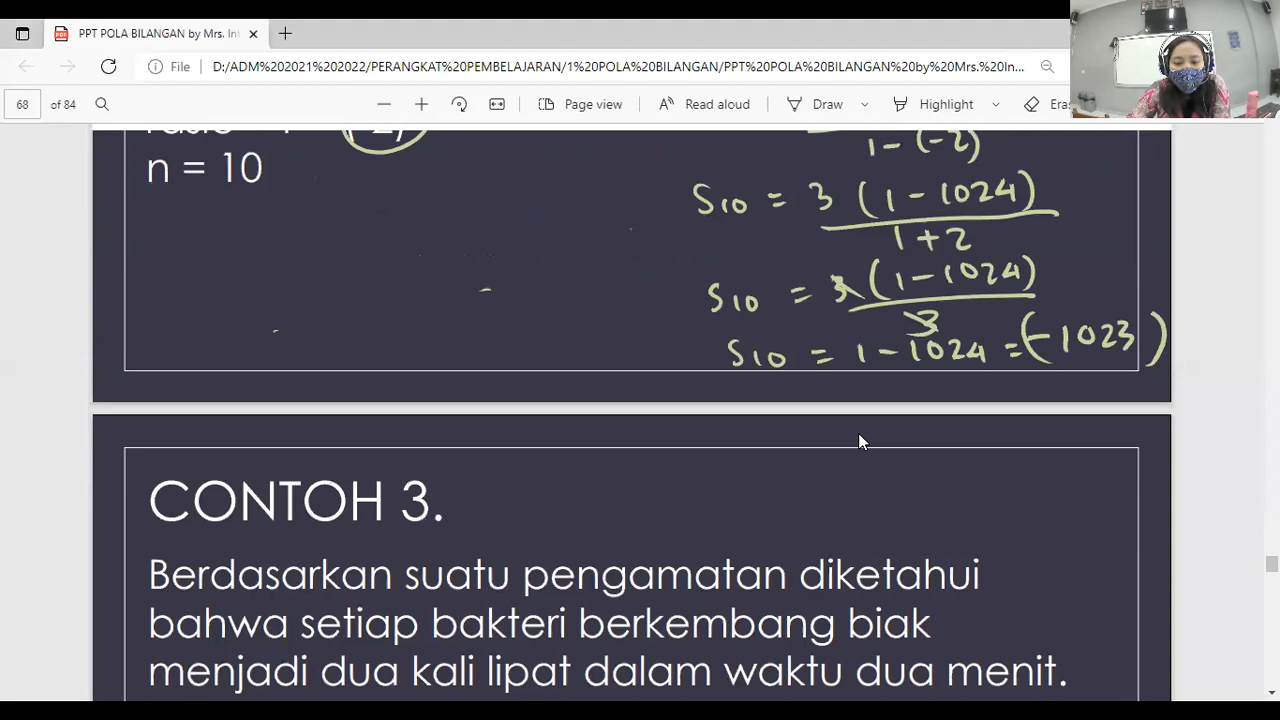 PPT POLA BILANGAN by Mrs. In
File D:/ADM%202021%202022/PERANGKAT%20PEMBELAJARAN/1%20POLA%20BILANGAN/PPT%20POLA%20BILANGAN%20by%20Mrs.%20In...
68 of 84 Page view Read aloud Draw Highlight Eras
1 - (-2)
n = 10
S10 = 3 (1 - 1024)
1 + 2
S10 = 3 (1 - 1024)
3
S10 = 1 - 1024 = (-1023)
CONTOH 3.
Berdasarkan suatu pengamatan diketahui
bahwa setiap bakteri berkembang biak
menjadi dua kali lipat dalam waktu dua menit.